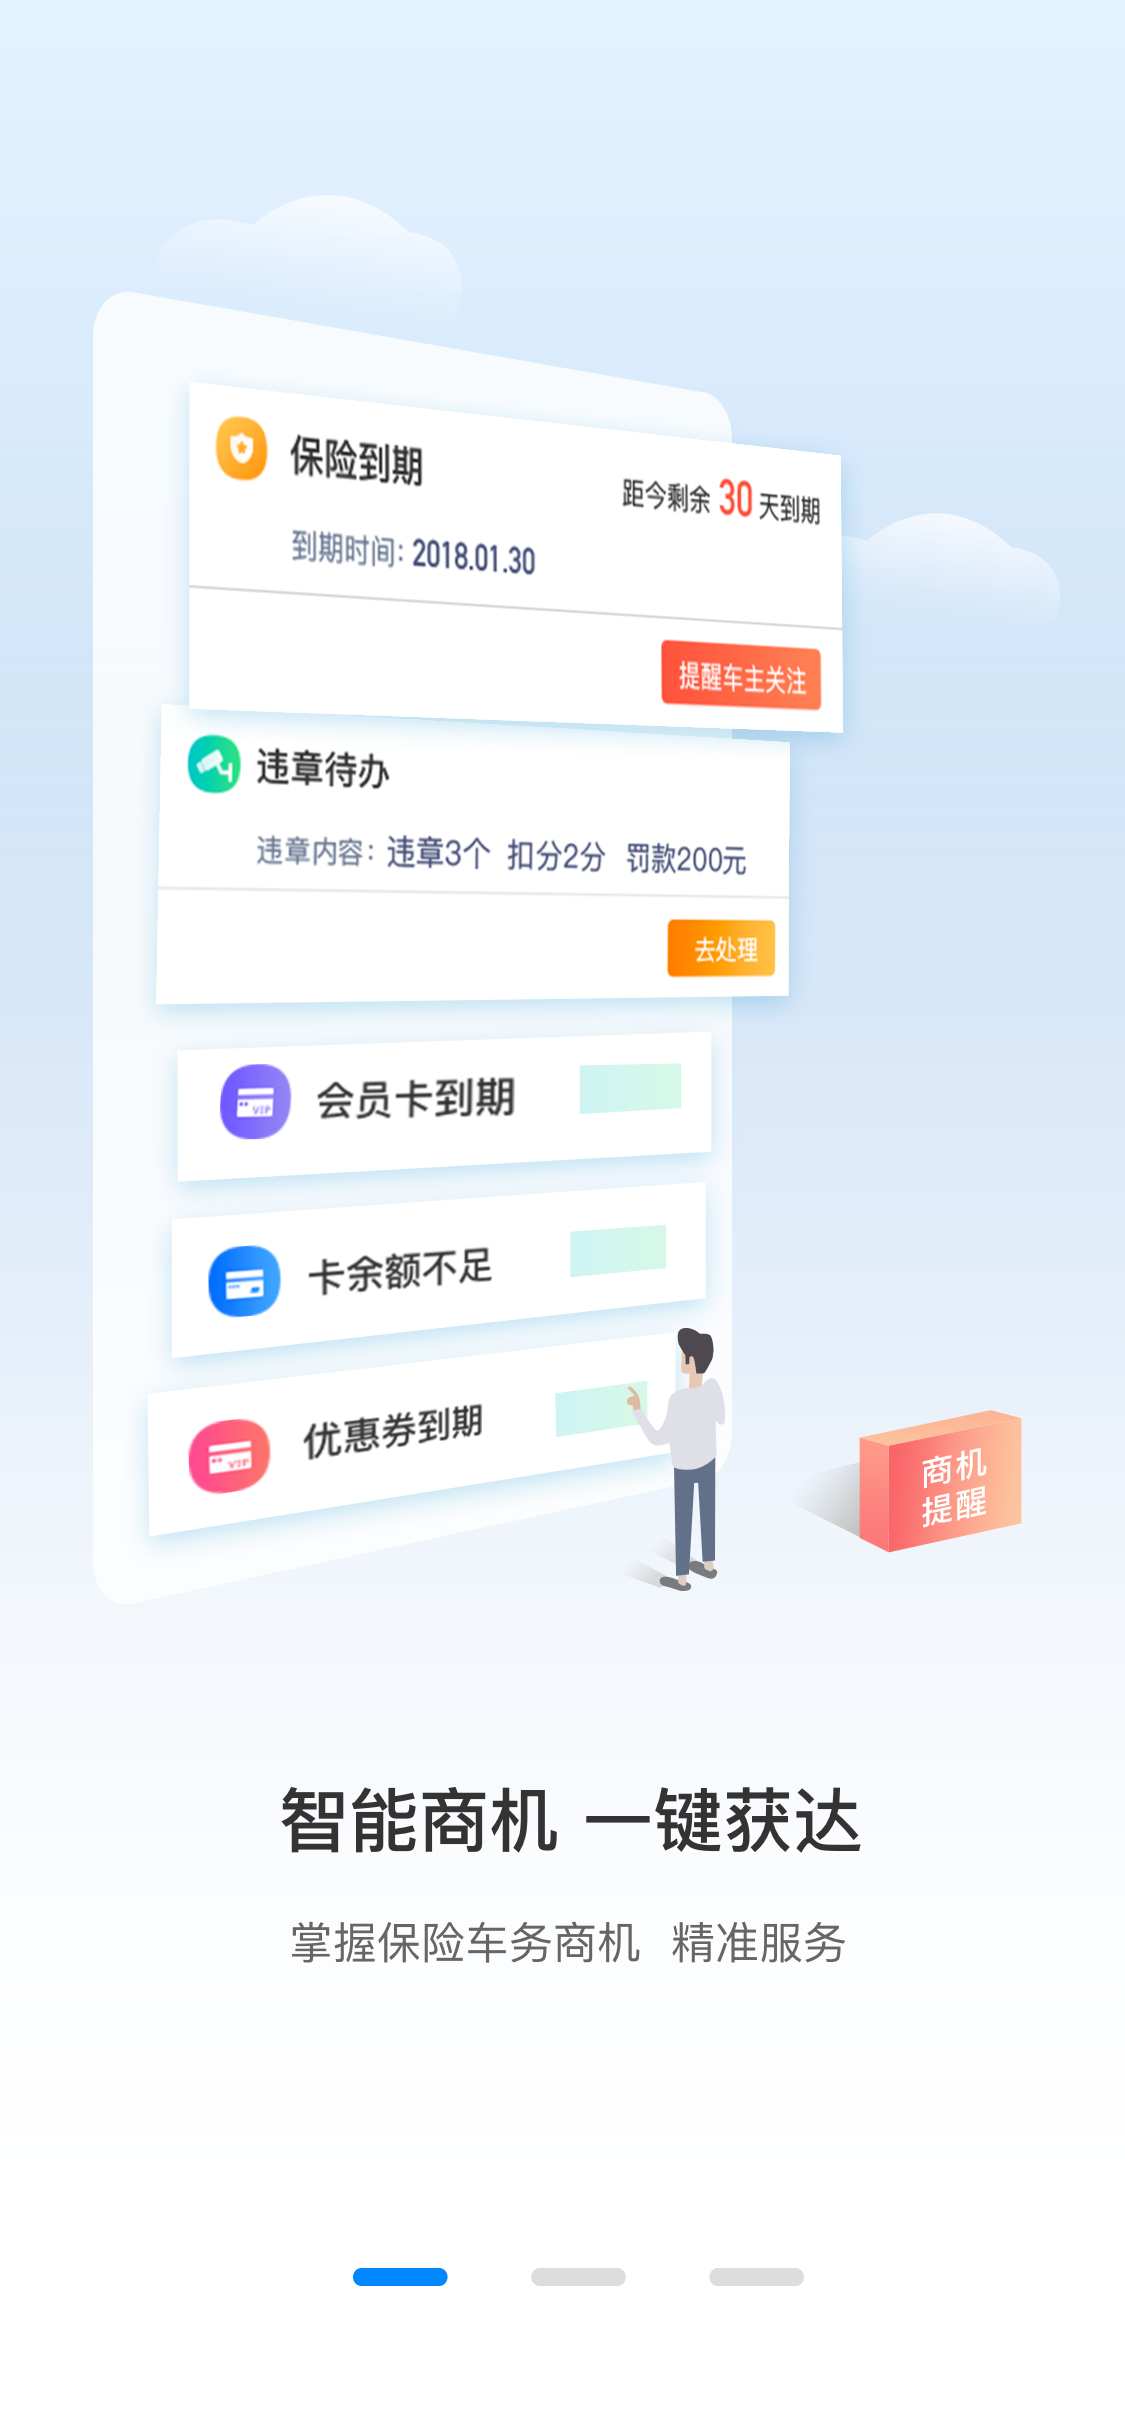 保险到期
距今剩余 30 天到期
到期时间: 2018.01.30
提醒车主关注
违章待办
违章内容: 违章3个 扣分2分 罚款200元
去处理
VIP
会员卡到期
卡余额不足
VIP
优惠券到期
商机
提醒
智能商机 一键获达
掌握保险车务商机 精准服务